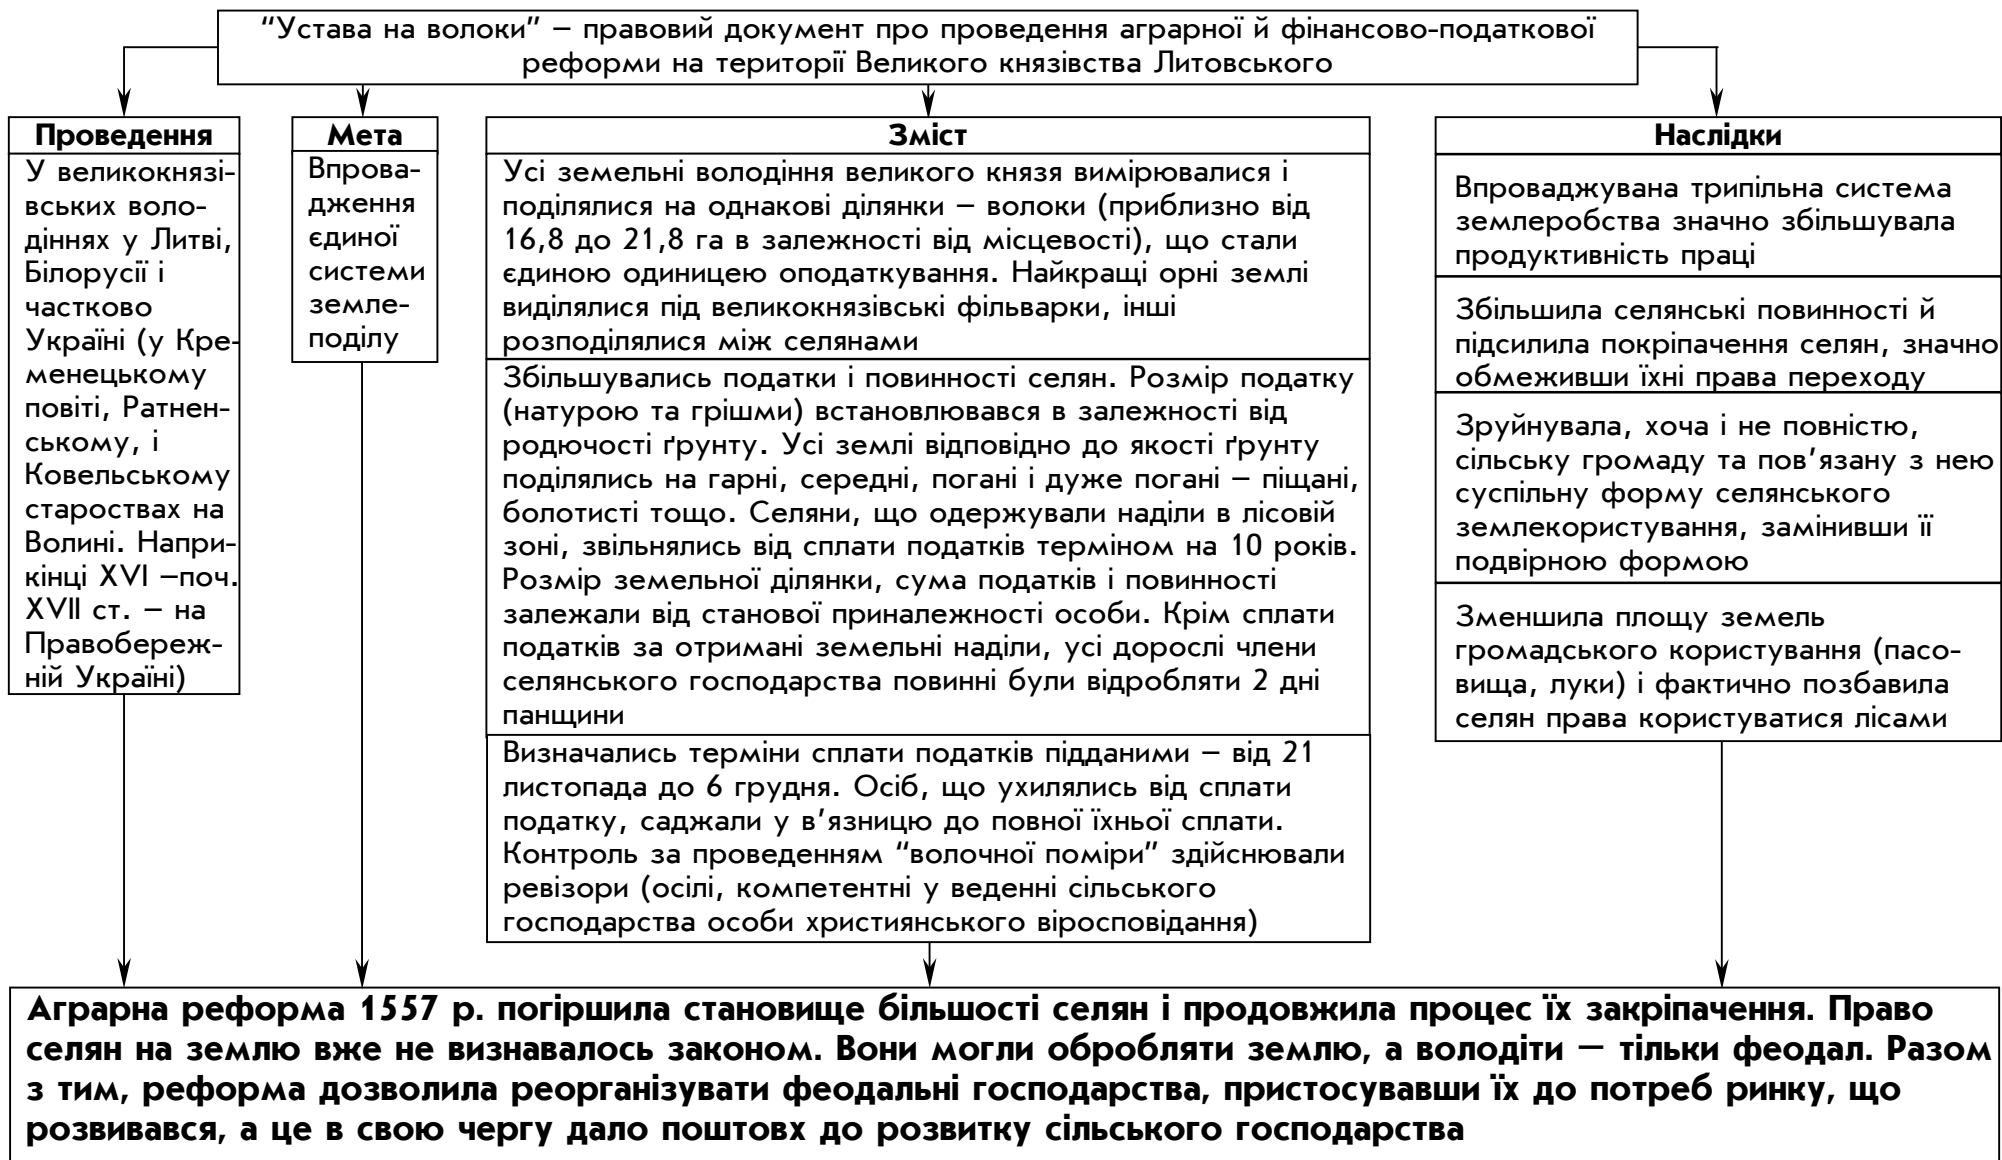 “Устава на волоки” – правовий документ про проведення аграрної й фінансово-податкової
реформи на території Великого князівства Литовського
Проведення
У великокнязі-
вських воло-
діннях у Литві,
Білорусії і
частково
Україні (у Кре-
менецькому
повіті, Ратнен-
ському, і
Ковельському
староствах на
Волині. Напри-
кінці XVI –поч.
XVII ст. – на
Правобереж-
ній Україні)
Мета
Впрова-
дження
єдиної
системи
земле-
поділу
Зміст
Усі земельні володіння великого князя вимірювалися і
поділялися на однакові ділянки – волоки (приблизно від
16,8 до 21,8 га в залежності від місцевості), що стали
єдиною одиницею оподаткування. Найкращі орні землі
виділялися під великокнязівські фільварки, інші
розподілялися між селянами
Збільшувались податки і повинності селян. Розмір податку
(натурою та грішми) встановлювався в залежності від
родючості ґрунту. Усі землі відповідно до якості ґрунту
поділялись на гарні, середні, погані і дуже погані – піщані,
болотисті тощо. Селяни, що одержували наділи в лісовій
зоні, звільнялись від сплати податків терміном на 10 років.
Розмір земельної ділянки, сума податків і повинності
залежали від станової приналежності особи. Крім сплати
податків за отримані земельні наділи, усі дорослі члени
селянського господарства повинні були відробляти 2 дні
панщини
Визначались терміни сплати податків підданими – від 21
листопада до 6 грудня. Осіб, що ухилялись від сплати
податку, саджали у в’язницю до повної їхньої сплати.
Контроль за проведенням “волочної поміри” здійснювали
ревізори (осілі, компетентні у веденні сільського
господарства особи християнського віросповідання)
Наслідки
Впроваджувана трипільна система
землеробства значно збільшувала
продуктивність праці
Збільшила селянські повинності й
підсилила покріпачення селян, значно
обмеживши їхні права переходу
Зруйнувала, хоча і не повністю,
сільську громаду та пов’язану з нею
суспільну форму селянського
землекористування, замінивши її
подвірною формою
Зменшила площу земель
громадського користування (пасо-
вища, луки) і фактично позбавила
селян права користуватися лісами
Аграрна реформа 1557 р. погіршила становище більшості селян і продовжила процес їх закріпачення. Право
селян на землю вже не визнавалось законом. Вони могли обробляти землю, а володіти – тільки феодал. Разом
з тим, реформа дозволила реорганізувати феодальні господарства, пристосувавши їх до потреб ринку, що
розвивався, а це в свою чергу дало поштовх до розвитку сільського господарства